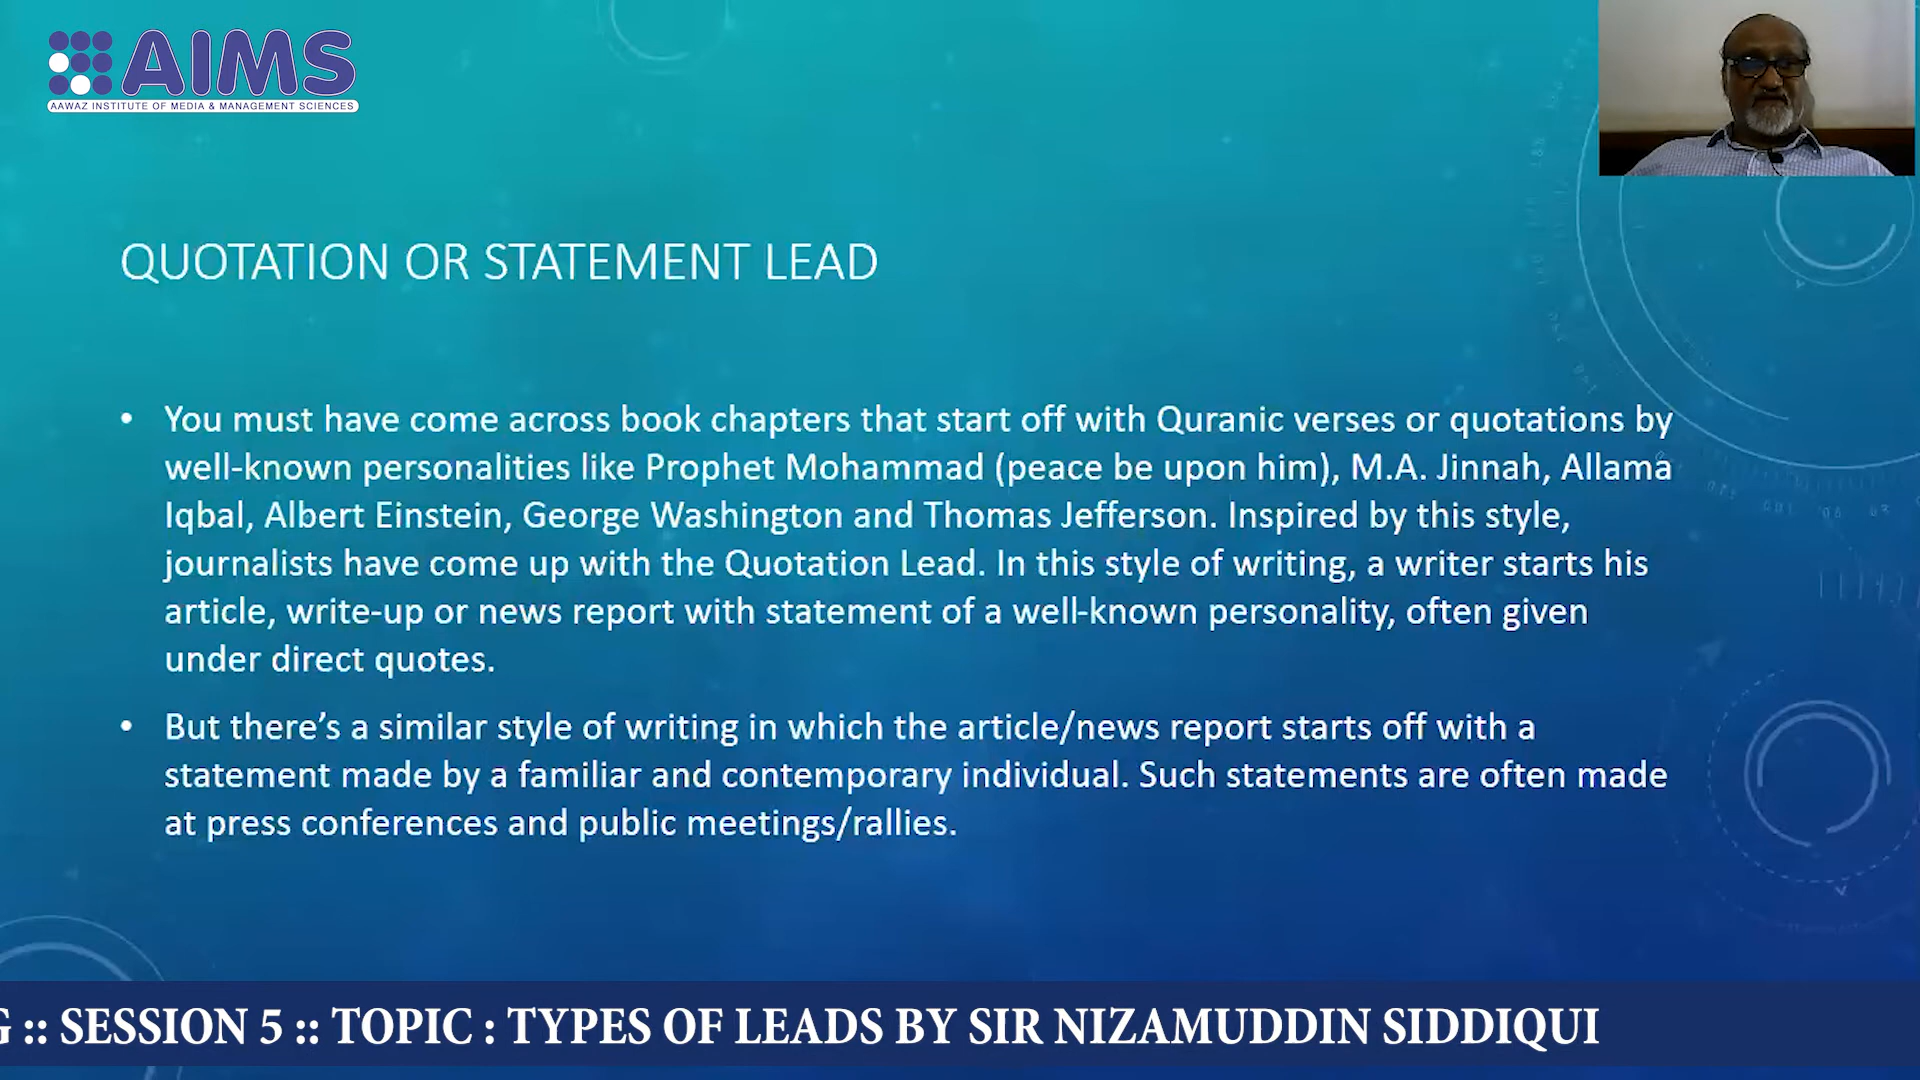 AIMS
AAWAZ INSTITUTE OF MEDIA & MANAGEMENT SCIENCES
QUOTATION OR STATEMENT LEAD
• You must have come across book chapters that start off with Quranic verses or quotations by
well-known personalities like Prophet Mohammad (peace be upon him), M.A. Jinnah, Allama
Iqbal, Albert Einstein, George Washington and Thomas Jefferson. Inspired by this style,
journalists have come up with the Quotation Lead. In this style of writing, a writer starts his
article, write-up or news report with statement of a well-known personality, often given
under direct quotes.
• But there’s a similar style of writing in which the article/news report starts off with a
statement made by a familiar and contemporary individual. Such statements are often made
at press conferences and public meetings/rallies.
G :: SESSION 5 :: TOPIC : TYPES OF LEADS BY SIR NIZAMUDDIN SIDDIQUI